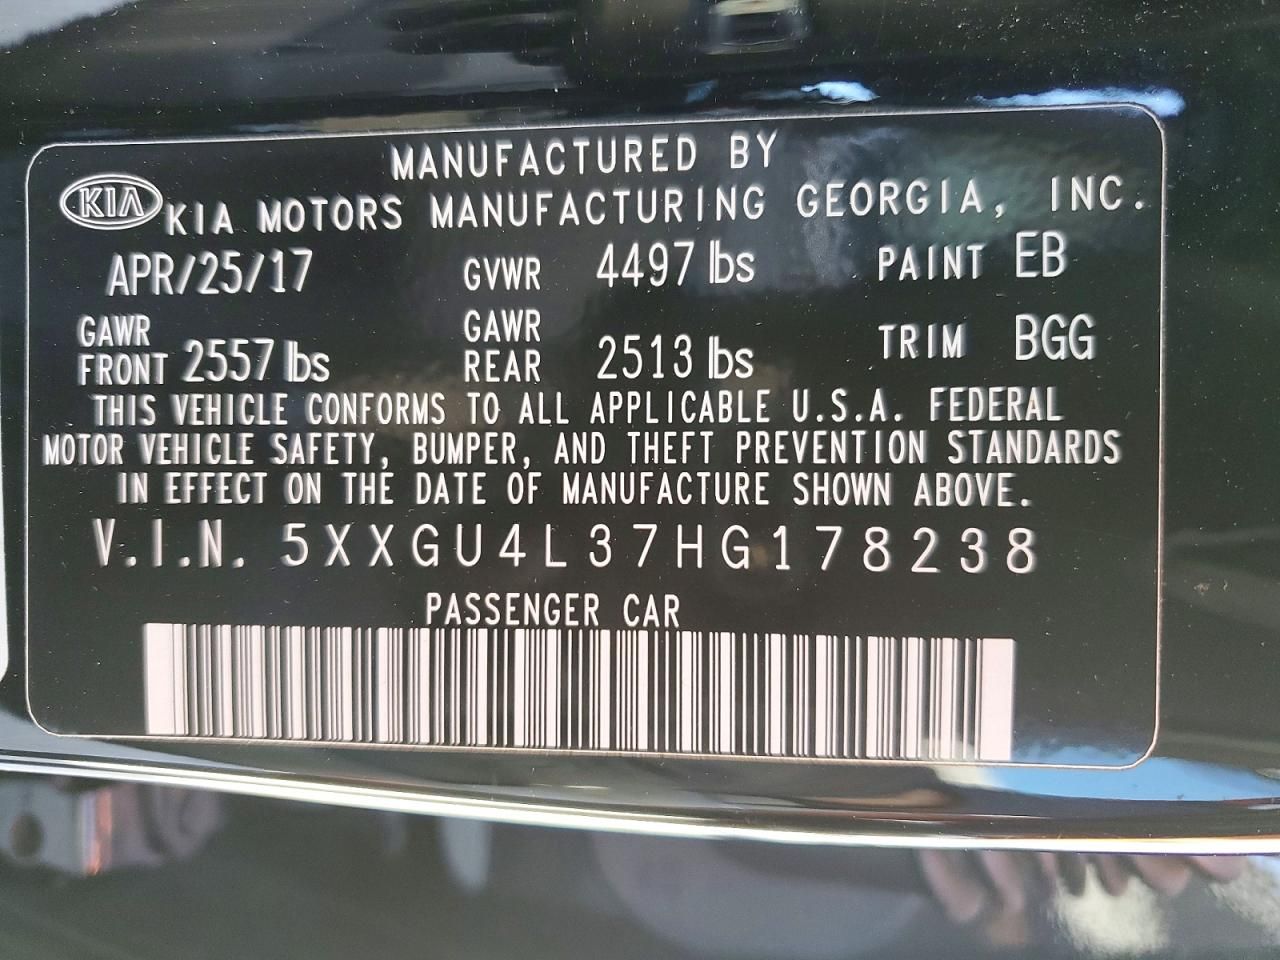 MANUFACTURED BY
KIA KIA MOTORS MANUFACTURING GEORGIA, INC.
APR/25/17 GVWR 4497 lbs PAINT EB
GAWR FRONT 2557 lbs GAWR REAR 2513 lbs TRIM BGG
THIS VEHICLE CONFORMS TO ALL APPLICABLE U.S.A. FEDERAL
MOTOR VEHICLE SAFETY, BUMPER, AND THEFT PREVENTION STANDARDS
IN EFFECT ON THE DATE OF MANUFACTURE SHOWN ABOVE.
V.I.N. 5XXGU4L37HG178238
PASSENGER CAR